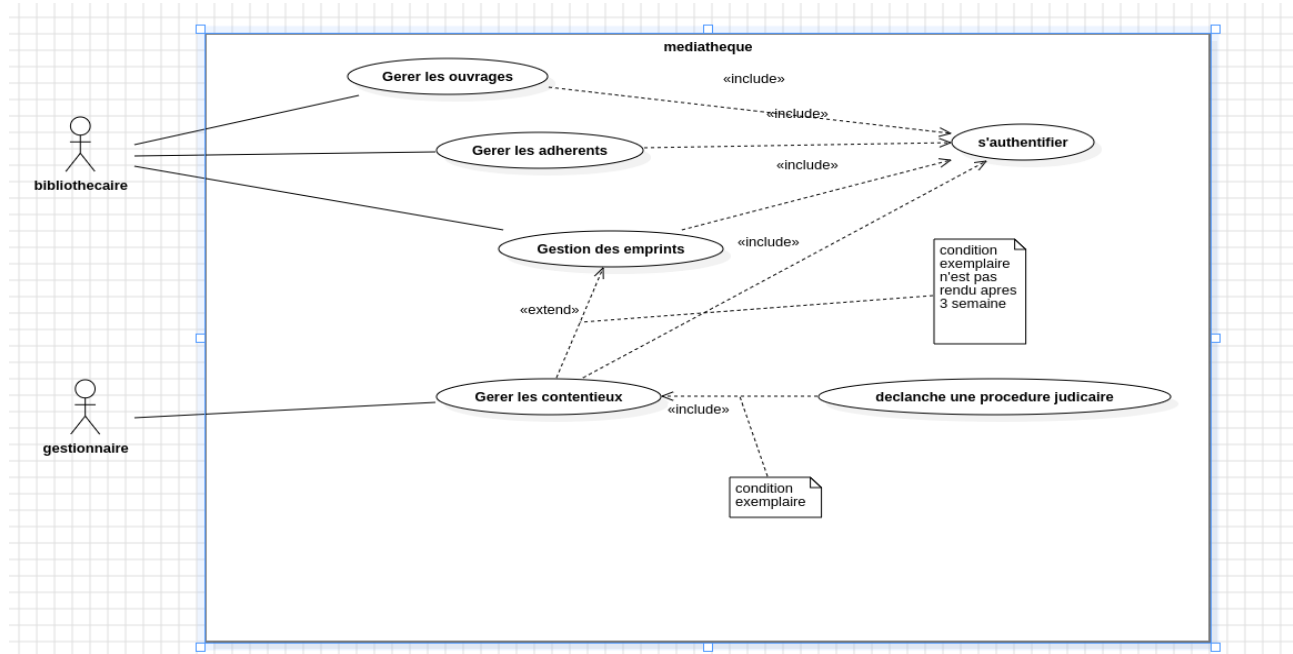 mediatheque
Gerer les ouvrages
«include»
«include»
s'authentifier
Gerer les adherents
«include»
bibliothecaire
«include»
Gestion des emprints
condition
exemplaire
n'est pas
rendu apres
3 semaine
«extend»
Gerer les contentieux
declanche une procedure judicaire
«include»
gestionnaire
condition
exemplaire